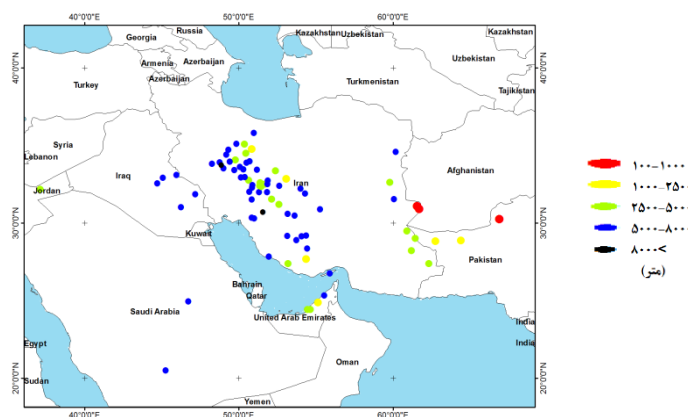 40°0'0"E
50°0'0"E
60°0'0"E
Russia
Kazakhstan
Uzbekistan
Kazakhstan
Georgia
40°0'0"N
40°0'0"N
Armenia
Azerbaijan
Azerbaijan
Uzbekistan
Turkey
Turkmenistan
Tajikistan
Syria
Lebanon
Afghanistan
Iraq
Iran
Jordan
30°0'0"N
30°0'0"N
Kuwait
Pakistan
Bahrain
Qatar
Saudi Arabia
United Arab Emirates
India
Egypt
India
Oman
Sudan
20°0'0"N
20°0'0"N
Yemen
40°0'0"E
50°0'0"E
60°0'0"E
۱۰۰-۱۰۰۰
۱۰۰۰-۲۵۰۰
۲۵۰۰-۵۰۰۰
۵۰۰۰-۸۰۰۰
۸۰۰۰<
(متر)